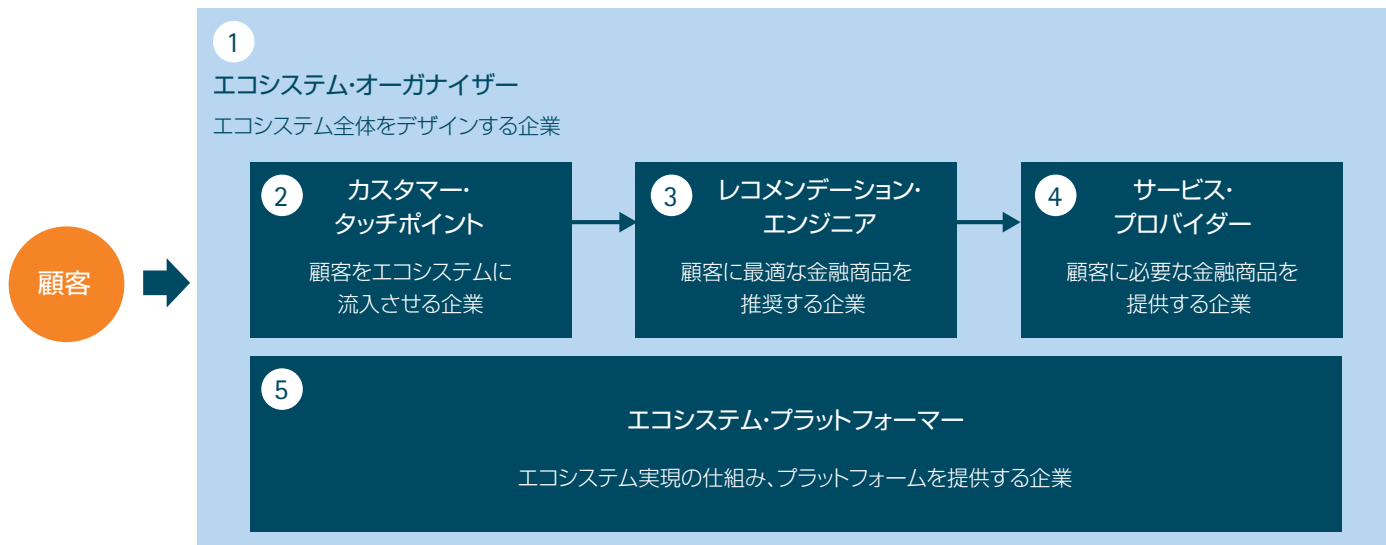 1
エコシステム・オーガナイザー
エコシステム全体をデザインする企業
顧客
2
カスタマー・
タッチポイント
顧客をエコシステムに
流入させる企業
3
レコメンデーション・
エンジニア
顧客に最適な金融商品を
推奨する企業
4
サービス・
プロバイダー
顧客に必要な金融商品を
提供する企業
5
エコシステム・プラットフォーマー
エコシステム実現の仕組み、プラットフォームを提供する企業